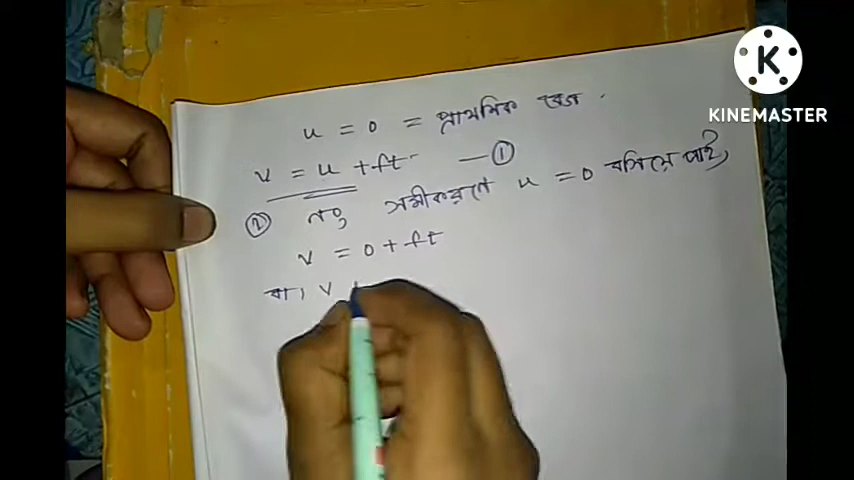 u = 0 = প্রাথমিক বেগ .
v = u + ft — ①
① নং সমীকরণে u = 0 বসিয়ে পাই,
v = 0 + ft
বা, v
K
KINEMASTER